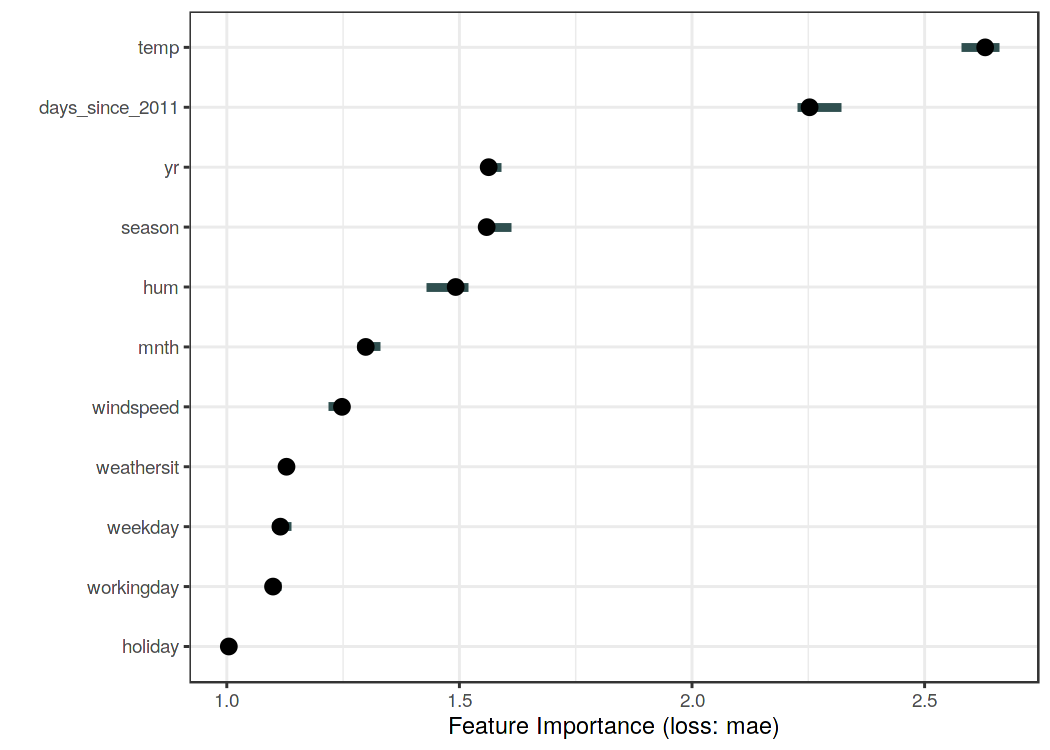 temp
days_since_2011
yr
season
hum
mnth
windspeed
weathersit
weekday
workingday
holiday
1.0 1.5 2.0 2.5
Feature Importance (loss: mae)